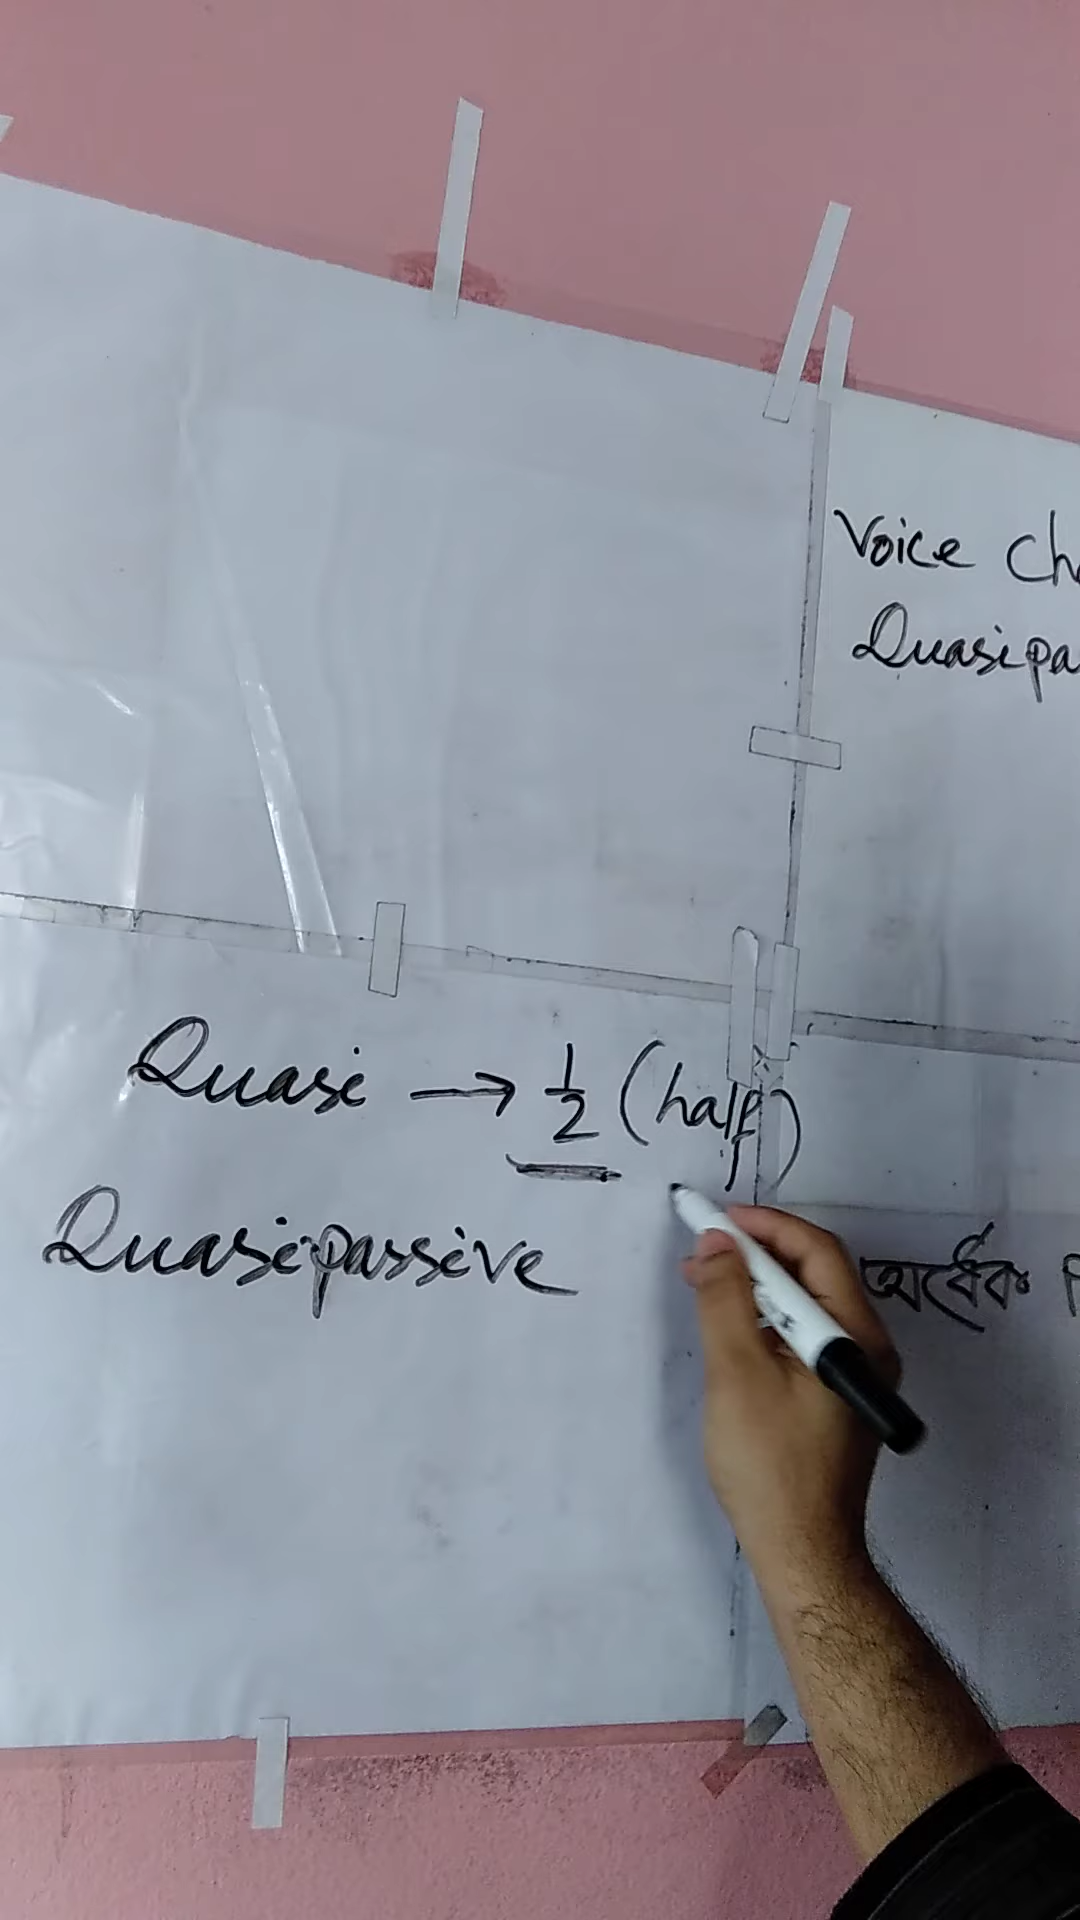 Voice Ch
Quasipa
Quasi → 1/2 (half)
Quasipassive
অর্ধেক P